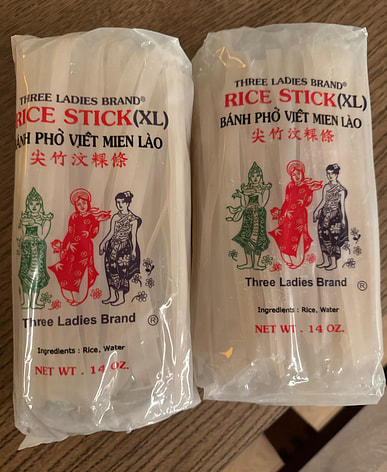 THREE LADIES BRAND®
RICE STICK(XL)
BÁNH PHỞ VIỆT MIEN LÀO
尖竹汶粿條
Three Ladies Brand ®
Ingredients : Rice, Water
NET WT. 14 OZ.
THREE LADIES BRAND
RICE STICK(XL)
BÁNH PHỞ VIỆT MIEN LÀO
尖竹汶粿條
Three Ladies Brand ®
Ingredients : Rice, Water
NET WT. 14 OZ.